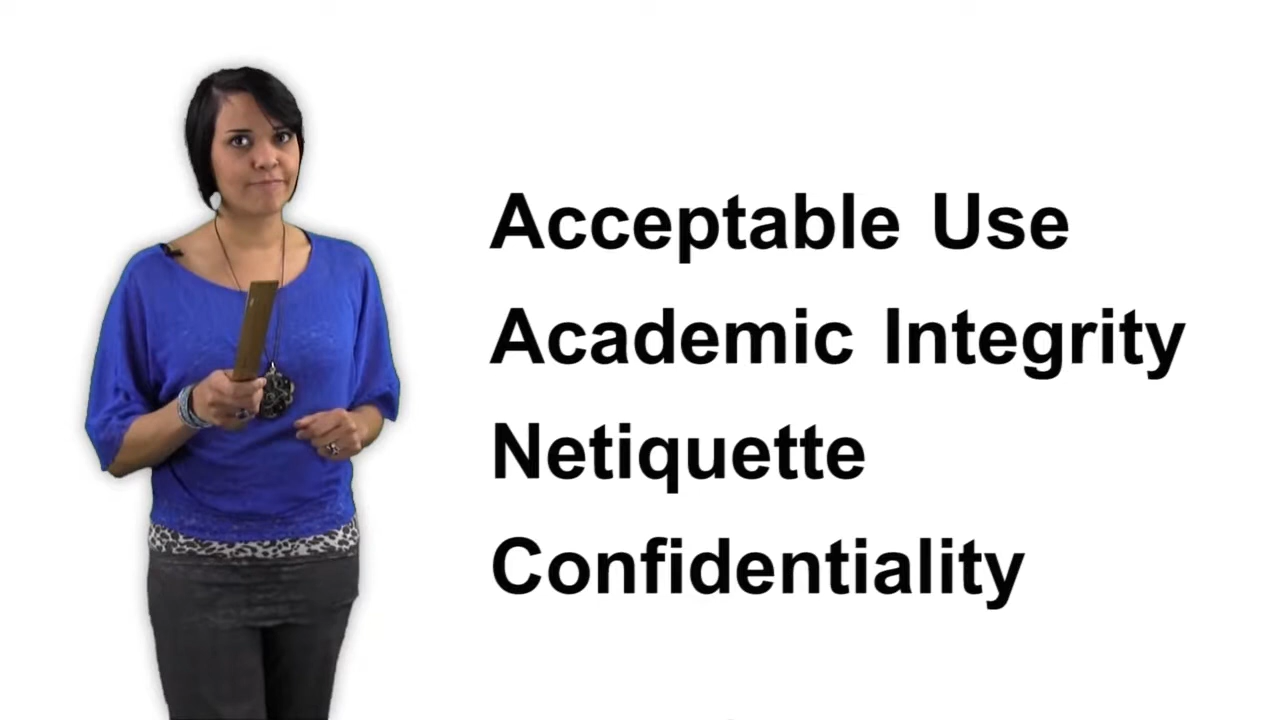 Acceptable Use
Academic Integrity
Netiquette
Confidentiality